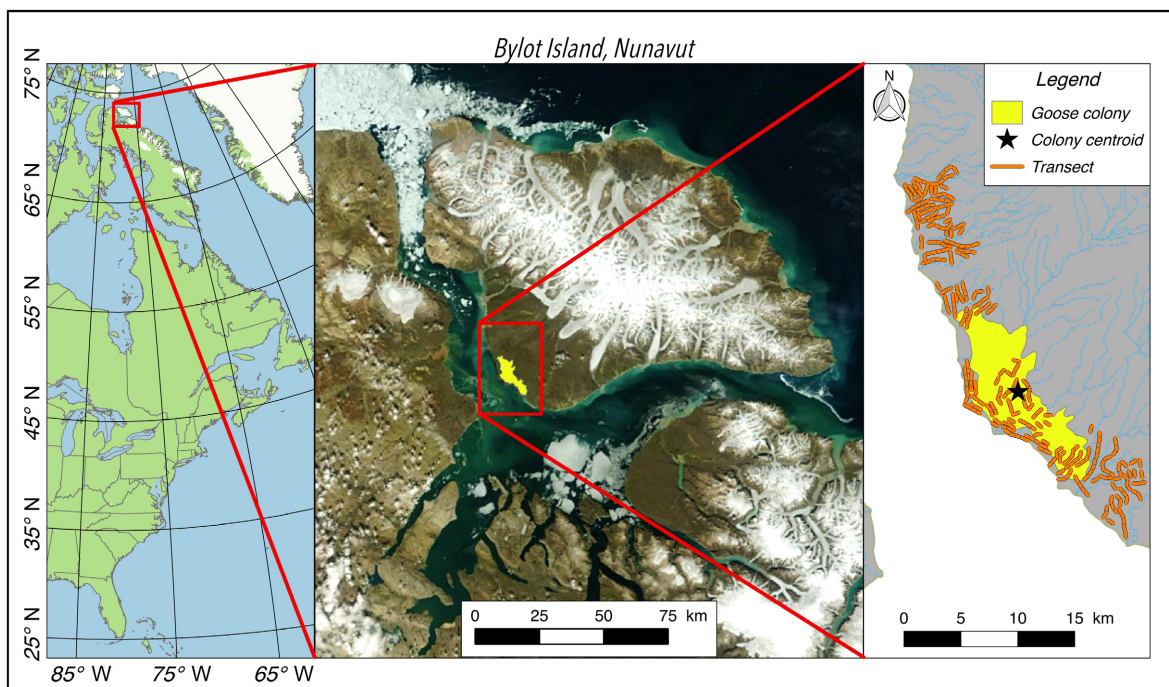 Bylot Island, Nunavut
75° N
65° N
55° N
45° N
35° N
25° N
85° W
75° W
65° W
0 25 50 75 km
N
Legend
Goose colony
Colony centroid
Transect
0 5 10 15 km